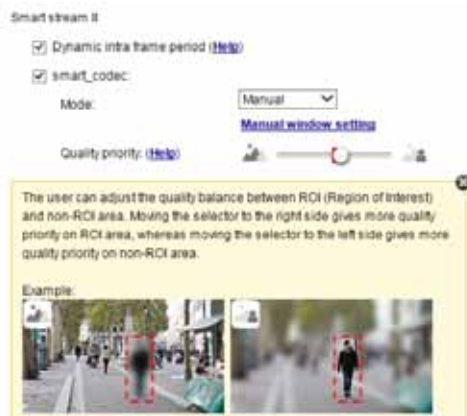 Smart stream II
Dynamic intra frame period (Help)
smart_codec:
Mode: Manual
Manual window setting
Quality priority: (Help)
The user can adjust the quality balance between ROI (Region of Interest)
and non-ROI area. Moving the selector to the right side gives more quality
priority on ROI area, whereas moving the selector to the left side gives more
quality priority on non-ROI area.
Example: